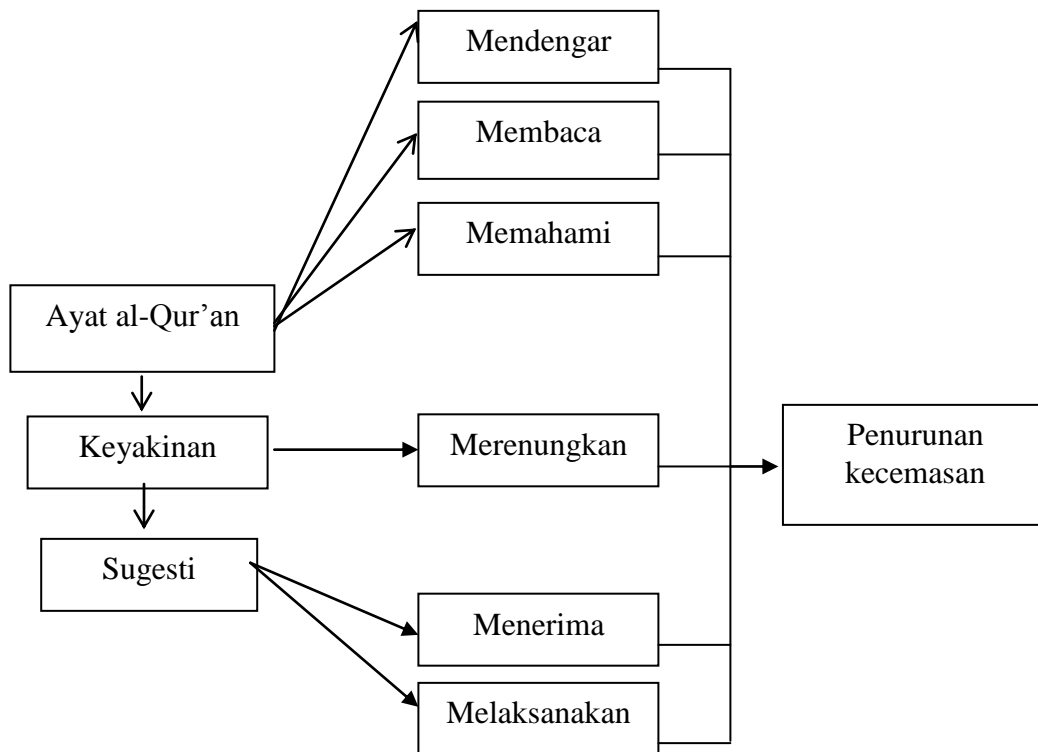 Mendengar
Membaca
Memahami
Ayat al-Qur’an
Keyakinan
Merenungkan
Penurunan
kecemasan
Sugesti
Menerima
Melaksanakan